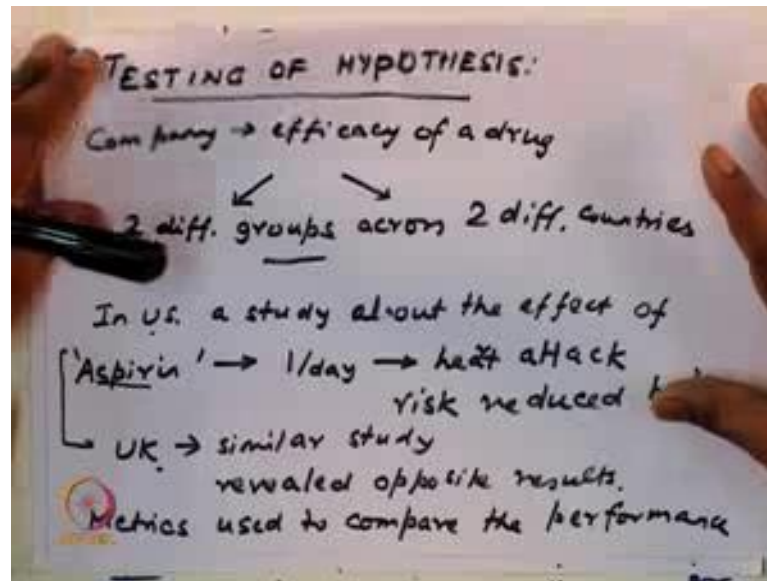 TESTING OF HYPOTHESIS:
Company → efficacy of a drug
2 diff. groups across 2 diff. countries
In US. a study about the effect of
'Aspirin' → 1/day → heart attack
risk reduced
UK → similar study
revealed opposite results.
Metrics used to compare the performance